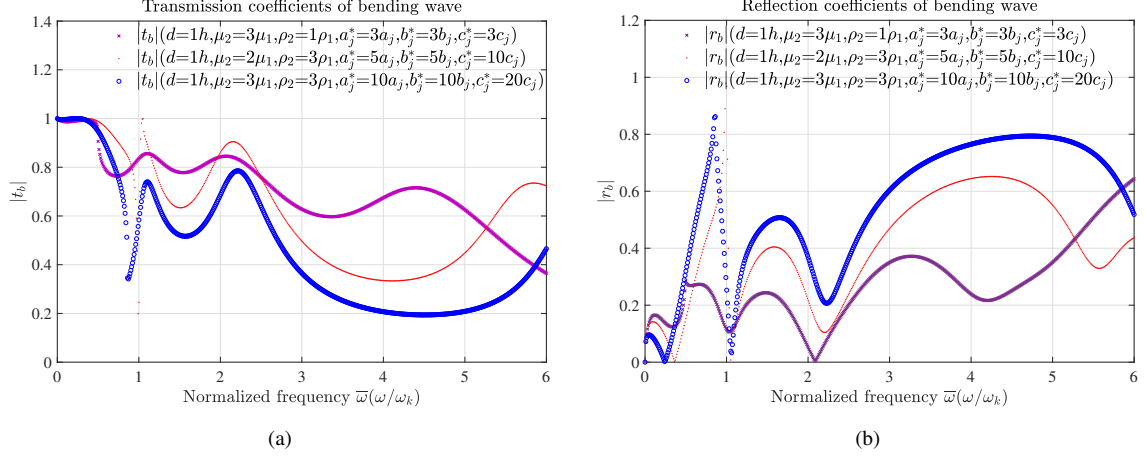 Transmission coefficients of bending wave
|t_b|(d=1h,μ_2=3μ_1,ρ_2=1ρ_1,a_j^*=3a_j,b_j^*=3b_j,c_j^*=3c_j)
|t_b|(d=1h,μ_2=2μ_1,ρ_2=3ρ_1,a_j^*=5a_j,b_j^*=5b_j,c_j^*=10c_j)
|t_b|(d=1h,μ_2=3μ_1,ρ_2=3ρ_1,a_j^*=10a_j,b_j^*=10b_j,c_j^*=20c_j)
|t_b|
1.4
1.2
1
0.8
0.6
0.4
0.2
0
0 1 2 3 4 5 6
Normalized frequency ω̅(ω/ω_k)
(a)
Reflection coefficients of bending wave
|r_b|(d=1h,μ_2=3μ_1,ρ_2=1ρ_1,a_j^*=3a_j,b_j^*=3b_j,c_j^*=3c_j)
|r_b|(d=1h,μ_2=2μ_1,ρ_2=3ρ_1,a_j^*=5a_j,b_j^*=5b_j,c_j^*=10c_j)
|r_b|(d=1h,μ_2=3μ_1,ρ_2=3ρ_1,a_j^*=10a_j,b_j^*=10b_j,c_j^*=20c_j)
|r_b|
1.2
1
0.8
0.6
0.4
0.2
0
0 1 2 3 4 5 6
Normalized frequency ω̅(ω/ω_k)
(b)